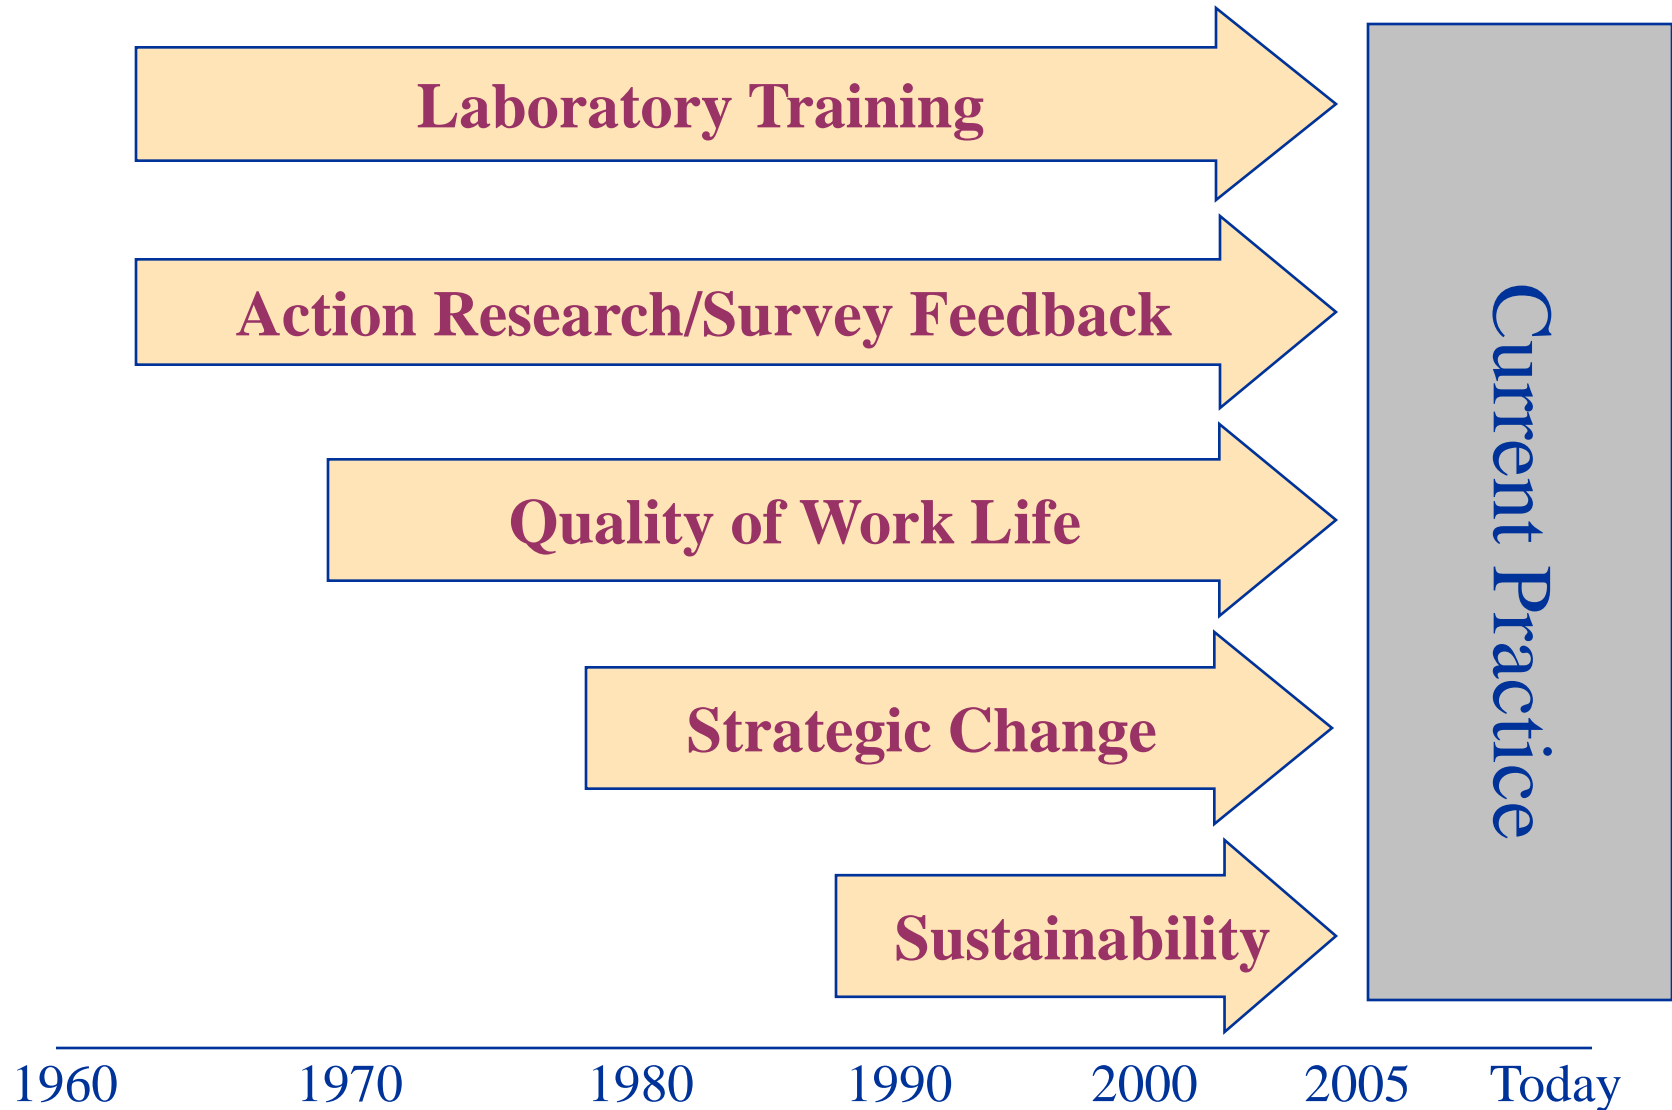 Laboratory Training
Action Research/Survey Feedback
Quality of Work Life
Strategic Change
Sustainability
Current Practice
1960 1970 1980 1990 2000 2005 Today